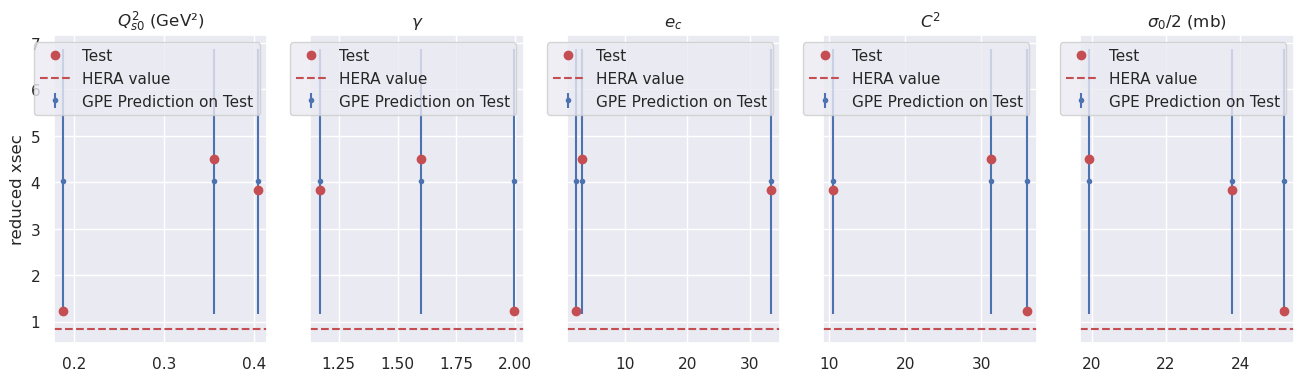 Q²s0 (GeV²)
γ
e_c
C²
σ₀/2 (mb)
Test
HERA value
GPE Prediction on Test
Test
HERA value
GPE Prediction on Test
Test
HERA value
GPE Prediction on Test
Test
HERA value
GPE Prediction on Test
Test
HERA value
GPE Prediction on Test
reduced xsec
7
6
5
4
3
2
1
0.2 0.3 0.4
1.25 1.50 1.75 2.00
10 20 30
10 20 30
20 22 24